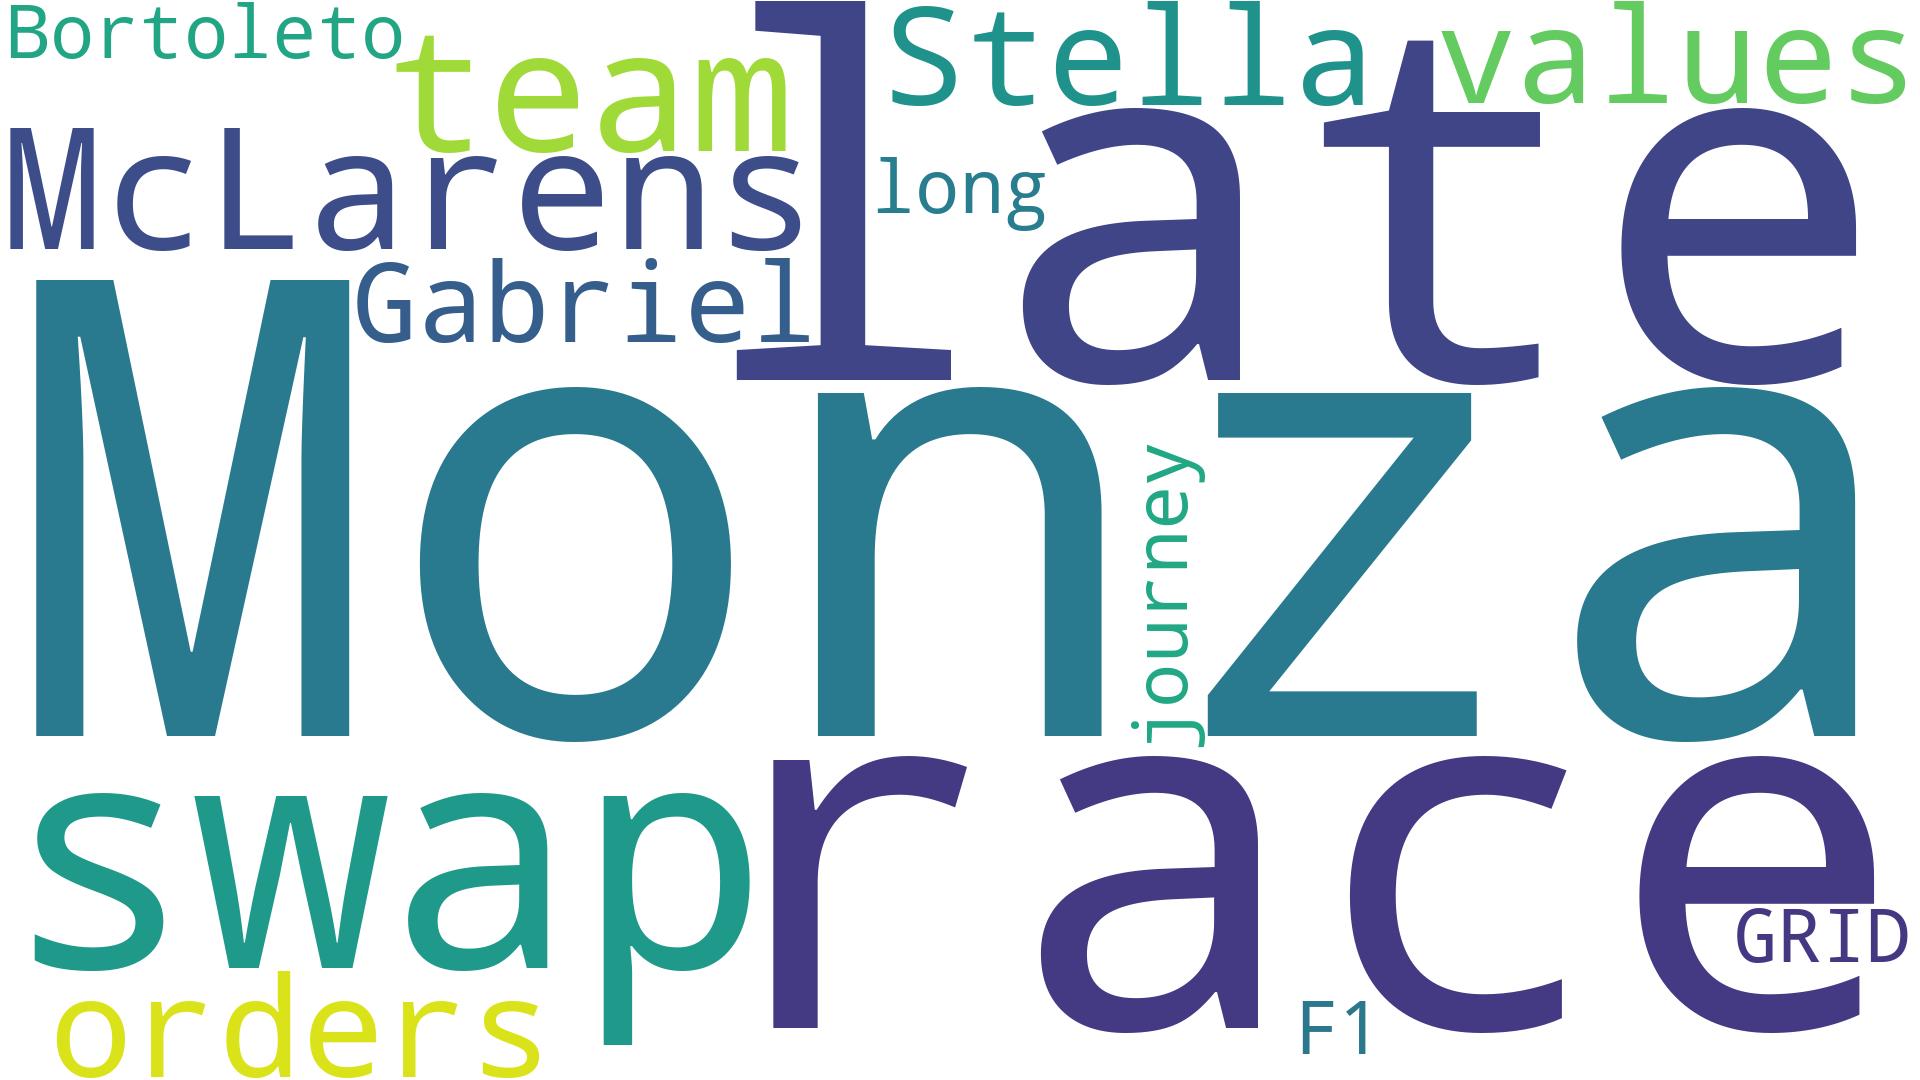 Bortoleto
team
Stella
values
late
McLarens
long
Gabriel
Monza
journey
swap
race
GRID
orders
F1